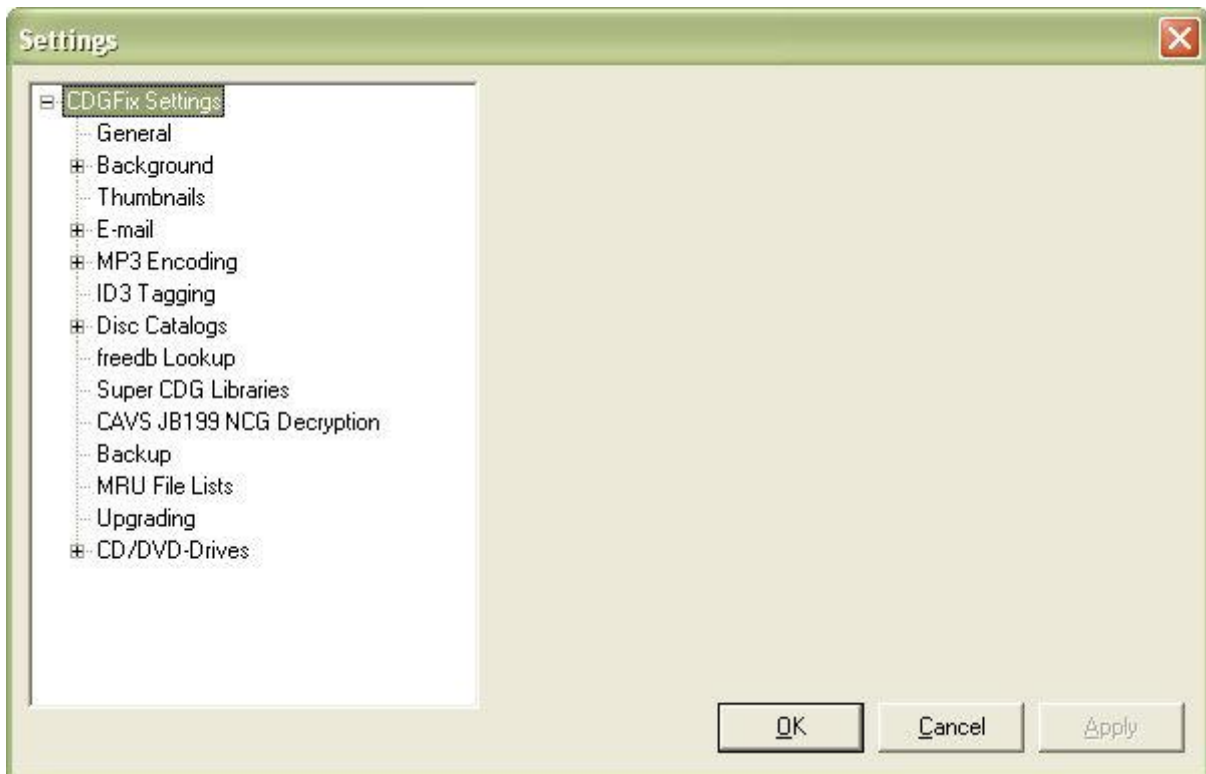 Settings
CDGFix Settings
General
Background
Thumbnails
E-mail
MP3 Encoding
ID3 Tagging
Disc Catalogs
freedb Lookup
Super CDG Libraries
CAVS JB199 NCG Decryption
Backup
MRU File Lists
Upgrading
CD/DVD-Drives
OK Cancel Apply